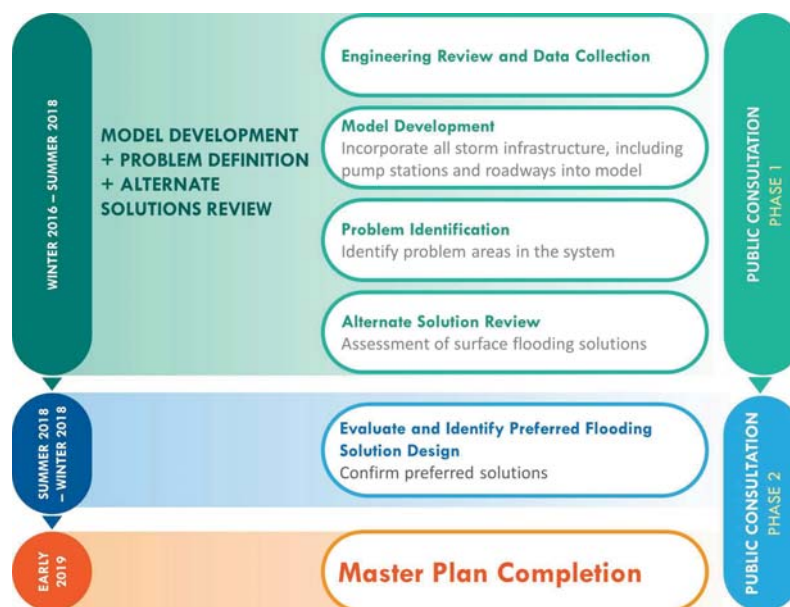 WINTER 2016 – SUMMER 2018
MODEL DEVELOPMENT
+ PROBLEM DEFINITION
+ ALTERNATE
SOLUTIONS REVIEW
Engineering Review and Data Collection
Model Development
Incorporate all storm infrastructure, including
pump stations and roadways into model
Problem Identification
Identify problem areas in the system
Alternate Solution Review
Assessment of surface flooding solutions
PUBLIC CONSULTATION
PHASE 1
SUMMER 2018
– WINTER 2018
Evaluate and Identify Preferred Flooding
Solution Design
Confirm preferred solutions
EARLY
2019
Master Plan Completion
PUBLIC CONSULTATION
PHASE 2